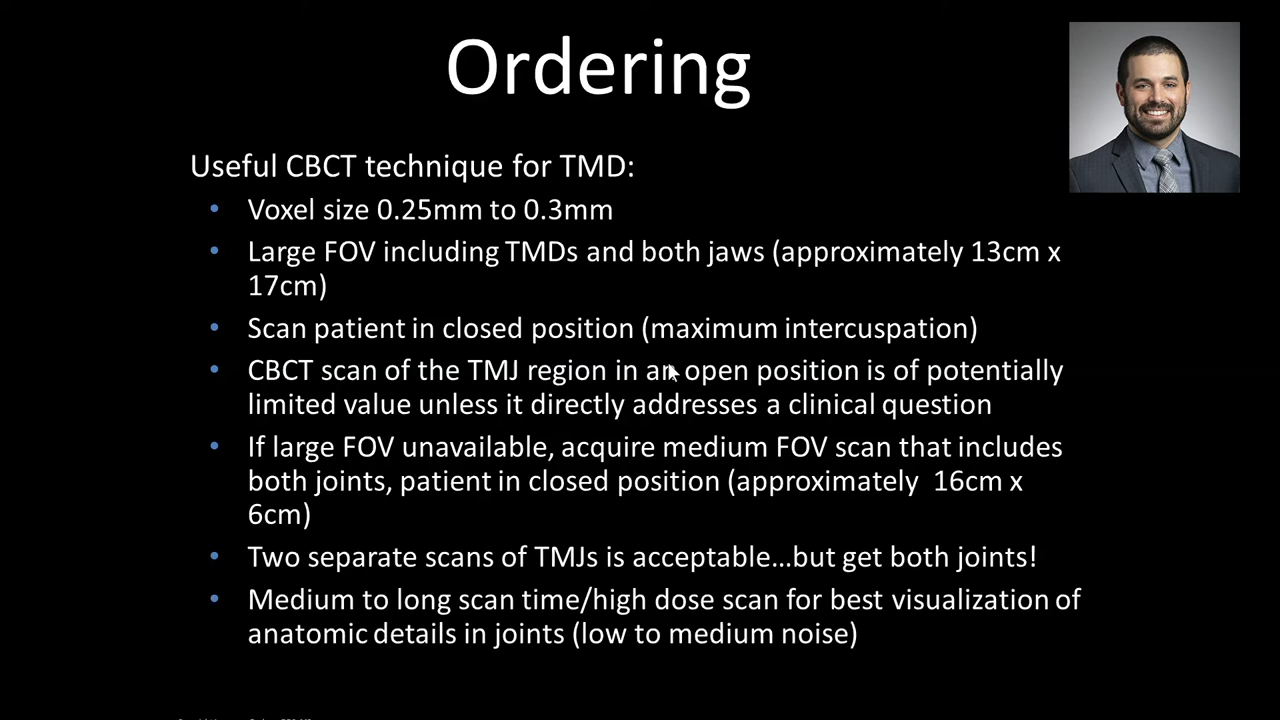 Ordering
Useful CBCT technique for TMD:
• Voxel size 0.25mm to 0.3mm
• Large FOV including TMDs and both jaws (approximately 13cm x
17cm)
• Scan patient in closed position (maximum intercuspation)
• CBCT scan of the TMJ region in an open position is of potentially
limited value unless it directly addresses a clinical question
• If large FOV unavailable, acquire medium FOV scan that includes
both joints, patient in closed position (approximately 16cm x
6cm)
• Two separate scans of TMJs is acceptable...but get both joints!
• Medium to long scan time/high dose scan for best visualization of
anatomic details in joints (low to medium noise)